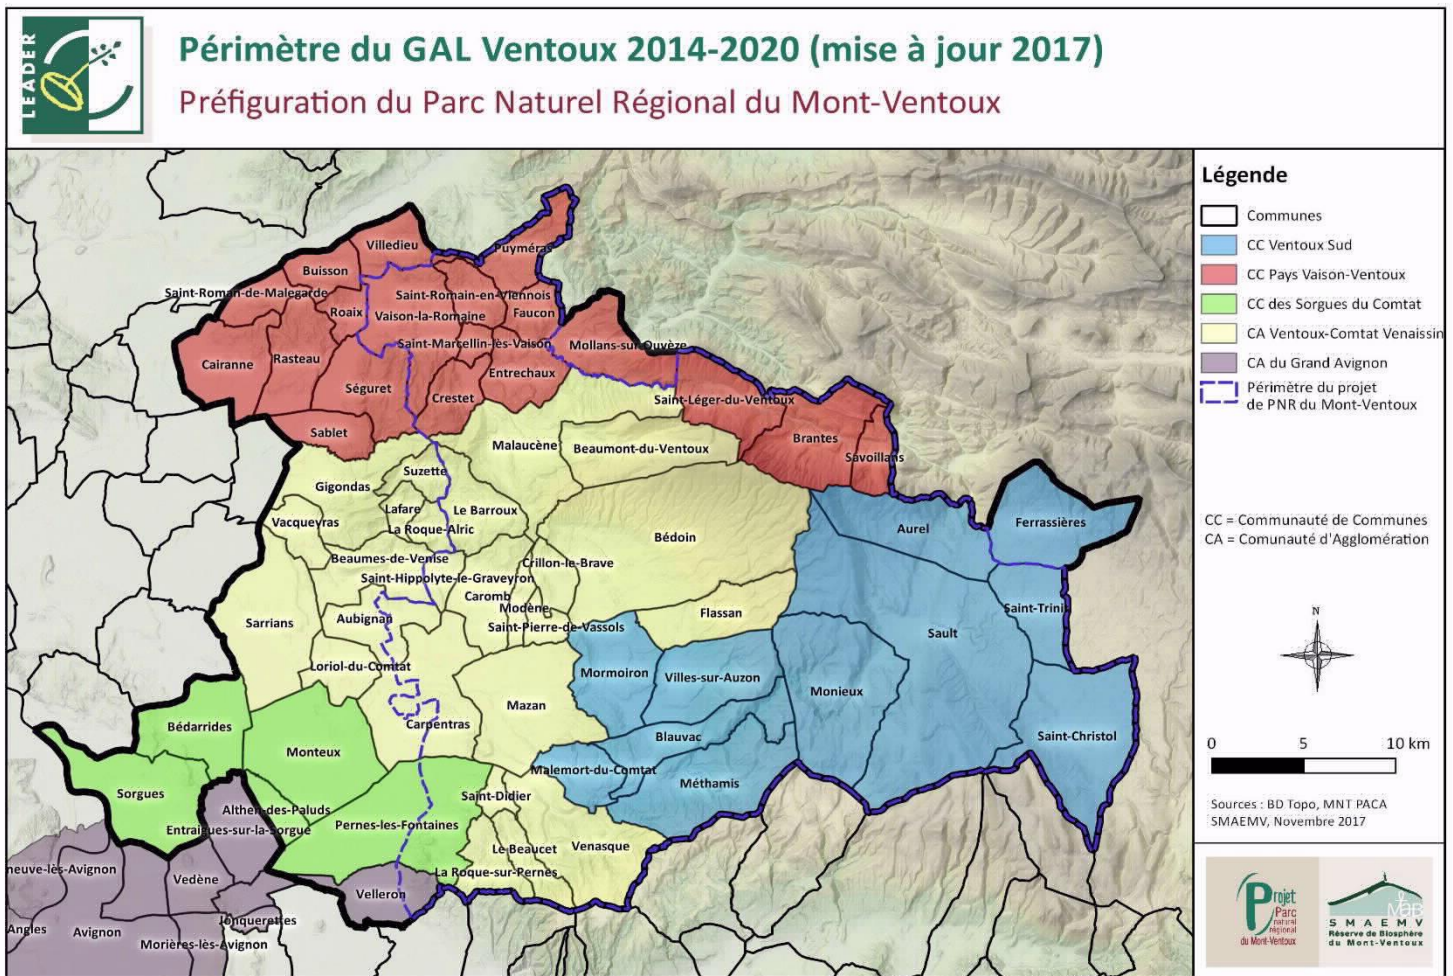 LEADER
Périmètre du GAL Ventoux 2014-2020 (mise à jour 2017)
Préfiguration du Parc Naturel Régional du Mont-Ventoux
Villedieu
Puyméras
Buisson
Saint-Roman-de-Malegarde
Saint-Romain-en-Viennois
Roaix
Vaison-la-Romaine
Faucon
Saint-Marcellin-lès-Vaison
Mollans-sur-Ouvèze
Cairanne
Rasteau
Entrechaux
Séguret
Crestet
Saint-Léger-du-Ventoux
Sablet
Brantes
Malaucène
Beaumont-du-Ventoux
Savoillans
Suzette
Gigondas
Lafare
Le Barroux
Vacqueyras
La Roque-Alric
Ferrassières
Aurel
Bédoin
Beaumes-de-Venise
Crillon-le-Brave
Saint-Hippolyte-le-Graveyron
Caromb
Modène
Saint-Trinit
Flassan
Aubignan
Sarrians
Saint-Pierre-de-Vassols
Sault
Loriol-du-Comtat
Mormoiron
Villes-sur-Auzon
Monieux
Mazan
Bédarrides
Carpentras
Blauvac
Saint-Christol
Monteux
Malemort-du-Comtat
Méthamis
Sorgues
Saint-Didier
Althen-des-Paluds
Pernes-les-Fontaines
Entraigues-sur-la-Sorgue
Le Beaucet
Venasque
neuve-lès-Avignon
La Roque-sur-Pernes
Vedène
Velleron
Jonquerettes
Angles
Avignon
Morières-lès-Avignon
Légende
Communes
CC Ventoux Sud
CC Pays Vaison-Ventoux
CC des Sorgues du Comtat
CA Ventoux-Comtat Venaissin
CA du Grand Avignon
Périmètre du projet
de PNR du Mont-Ventoux
CC = Communauté de Communes
CA = Comunauté d'Agglomération
N
0 5 10 km
Sources : BD Topo, MNT PACA
SMAEMV, Novembre 2017
Projet
Parc
naturel
régional
du Mont-Ventoux
MaB
SMAEMV
Réserve de Biosphère
du Mont-Ventoux